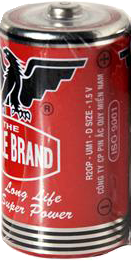 ®
THE
E BRAND
Long Life
Super Power
R20P - UM1 - D SIZE - 1.5 V
CÔNG TY CP PIN ẮC QUY MIỀN NAM
ISO 9001